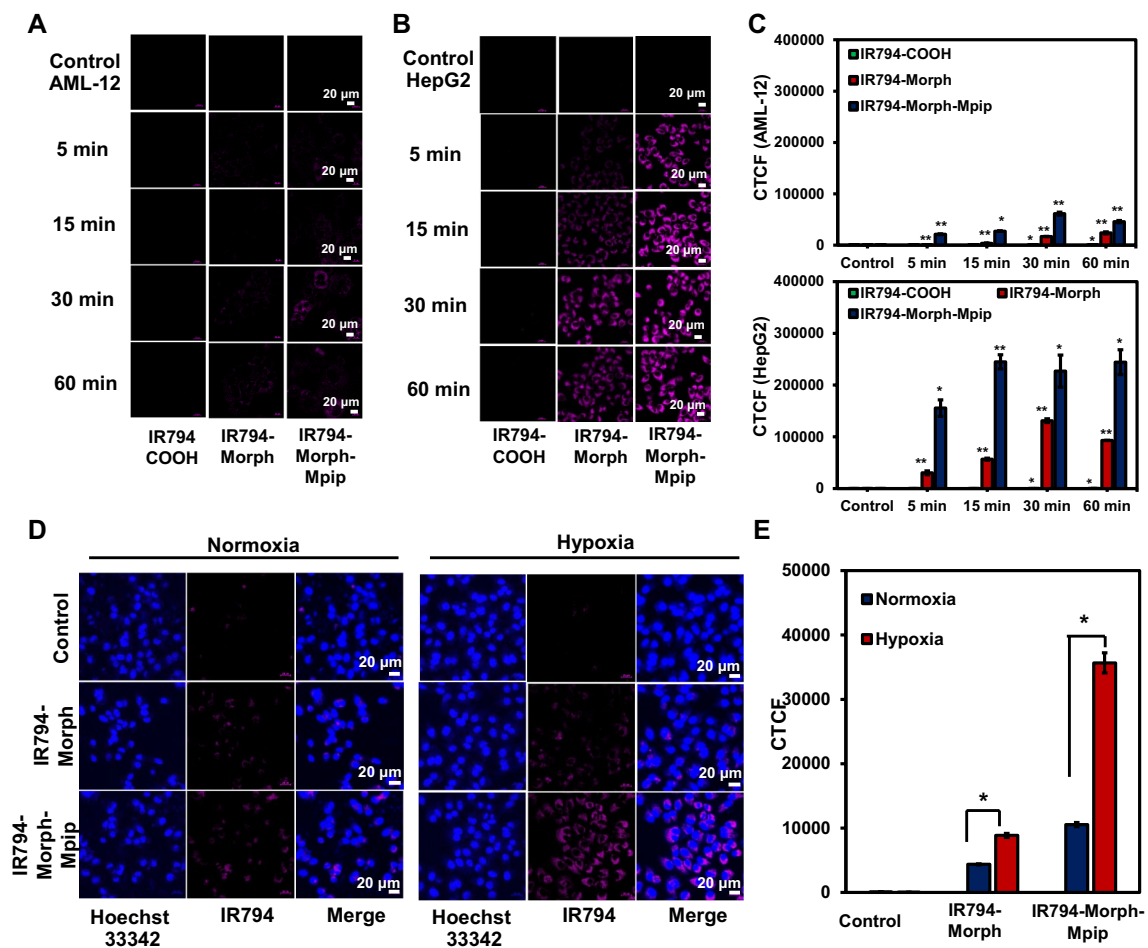 A
Control
AML-12
20 µm
5 min
20 µm
15 min
20 µm
30 min
20 µm
60 min
20 µm
IR794
COOH
IR794-
Morph
IR794-
Morph-
Mpip
B
Control
HepG2
20 µm
5 min
20 µm
15 min
20 µm
30 min
20 µm
60 min
20 µm
IR794-
COOH
IR794-
Morph
IR794-
Morph-
Mpip
C
CTCF (AML-12)
400000
300000
200000
100000
0
IR794-COOH
IR794-Morph
IR794-Morph-Mpip
** **
** *
* ** **
* ** **
Control 5 min 15 min 30 min 60 min
CTCF (HepG2)
400000
300000
200000
100000
0
IR794-COOH IR794-Morph
IR794-Morph-Mpip
** *
** **
* ** *
* ** *
Control 5 min 15 min 30 min 60 min
D
Normoxia
Hypoxia
Control
20 µm
20 µm
IR794-
Morph
20 µm
20 µm
IR794-
Morph-
Mpip
20 µm
20 µm
Hoechst
33342
IR794
Merge
Hoechst
33342
IR794
Merge
E
CTCF
50000
40000
30000
20000
10000
0
Normoxia
Hypoxia
*
*
Control
IR794-
Morph
IR794-Morph-
Mpip